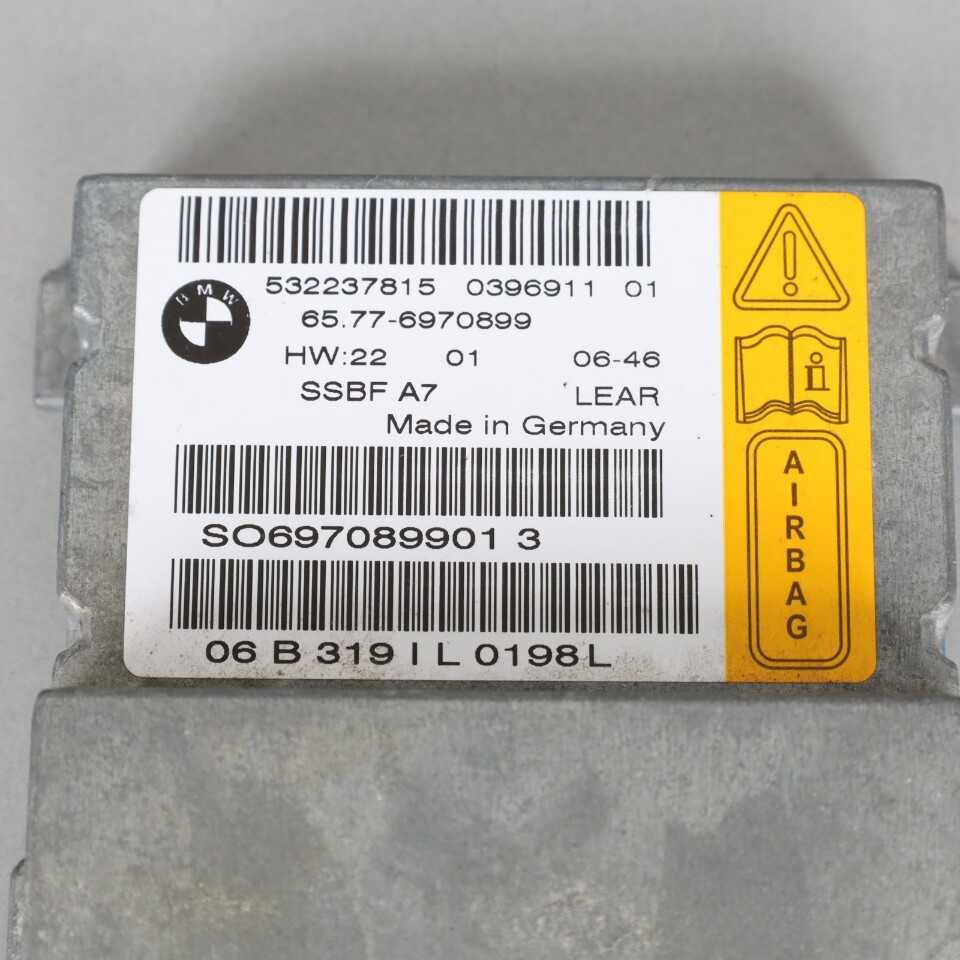 532237815 0396911 01
BMW
65.77-6970899
HW:22 01 06-46
SSBF A7 LEAR
Made in Germany
SO697089901 3
06 B 319 I L 0198 L
i
AIRBAG